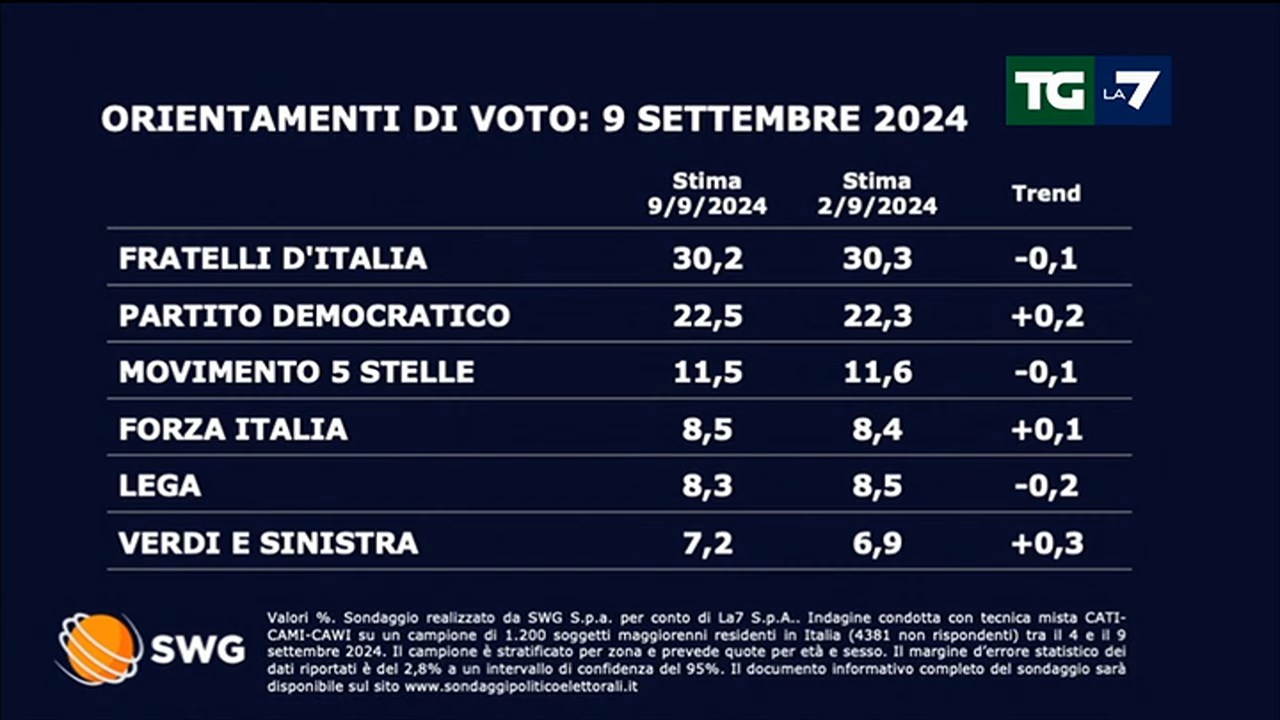 TG LA7
ORIENTAMENTI DI VOTO: 9 SETTEMBRE 2024
Stima 9/9/2024 Stima 2/9/2024 Trend
FRATELLI D'ITALIA 30,2 30,3 -0,1
PARTITO DEMOCRATICO 22,5 22,3 +0,2
MOVIMENTO 5 STELLE 11,5 11,6 -0,1
FORZA ITALIA 8,5 8,4 +0,1
LEGA 8,3 8,5 -0,2
VERDI E SINISTRA 7,2 6,9 +0,3
SWG
Valori %. Sondaggio realizzato da SWG S.p.a. per conto di La7 S.p.A.. Indagine condotta con tecnica mista CATI-
CAMI-CAWI su un campione di 1.200 soggetti maggiorenni residenti in Italia (4381 non rispondenti) tra il 4 e il 9
settembre 2024. Il campione è stratificato per zona e prevede quote per età e sesso. Il margine d'errore statistico dei
dati riportati è del 2,8% a un intervallo di confidenza del 95%. Il documento informativo completo del sondaggio sarà
disponibile sul sito www.sondaggipoliticoelettorali.it